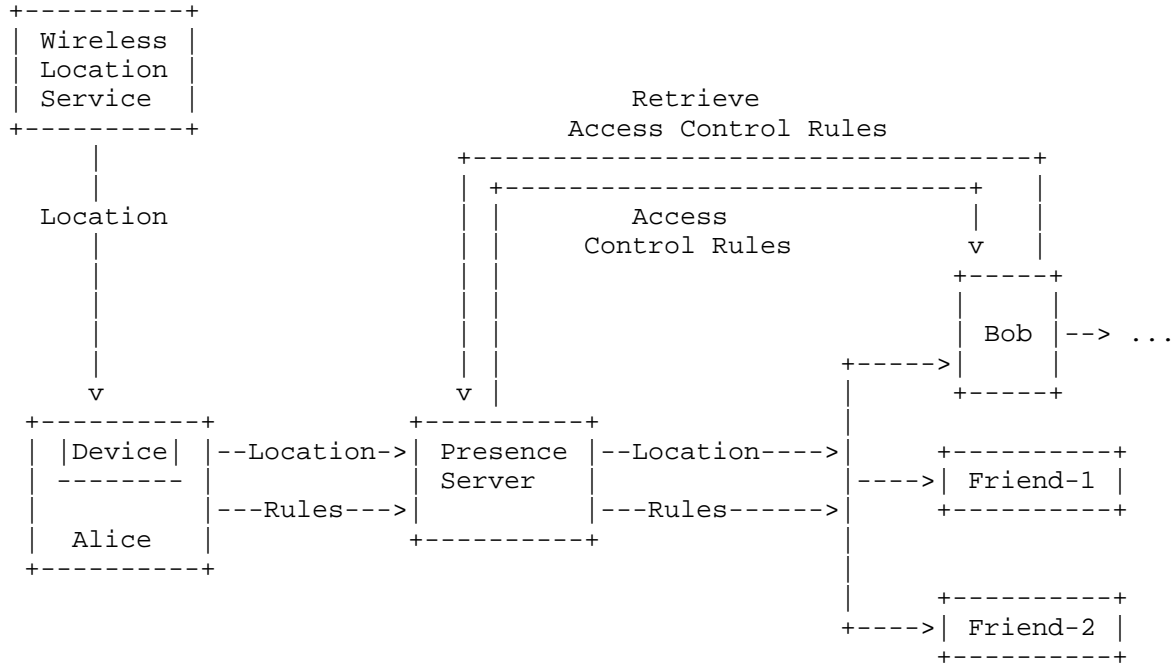 Wireless
Location
Service
Retrieve
Access Control Rules
Location
Access
Control Rules
Bob
...
Device
Location
Presence
Server
Location
Friend-1
Rules
Rules
Alice
Friend-2